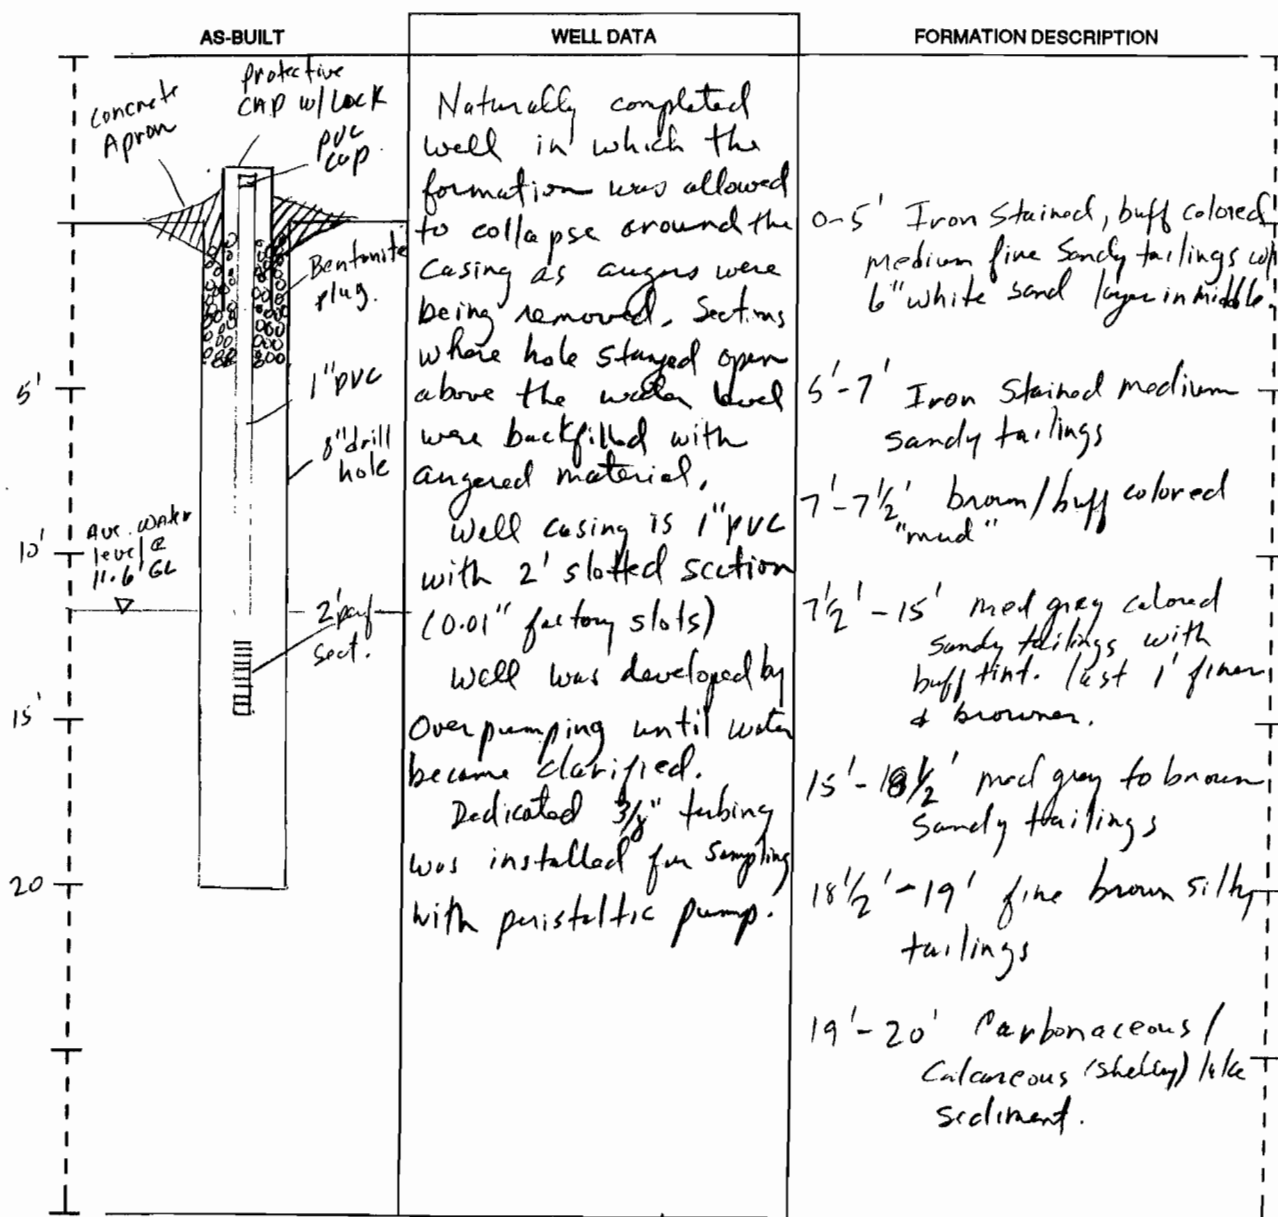 AS-BUILT
WELL DATA
FORMATION DESCRIPTION
Concrete
Apron
Protective
CAP w/ Lock
PVC
cap.
Bentonite
plug.
1" PVC
8" drill
hole
5'
10'
15'
20
Ave. Water
level @
11.6' GL
2' perf
sect.
Naturally completed
well in which the
formation was allowed
to collapse around the
casing as augers were
being removed. Sections
where hole stayed open
above the water level
were backfilled with
augered material.
Well casing is 1" PVC
with 2' slotted section
(0.01" factory slots)
Well was developed by
Overpumping until water
became clarified.
Dedicated 3/8" tubing
was installed for Sampling
with peristaltic pump.
0-5' Iron Stained, buff colored
medium fine Sandy tailings w/
6" white sand layer in middle.
5'-7' Iron Stained medium
sandy tailings
7'-7 1/2' brown/buff colored
"mud"
7 1/2' - 15' med grey colored
sandy tailings with
buff tint. last 1' finer
& browner.
15' - 18 1/2' med grey to brown
Sandy tailings
18 1/2' - 19' fine brown silty
tailings
19' - 20' Carbonaceous /
Calcareous (shelly) like
sediment.